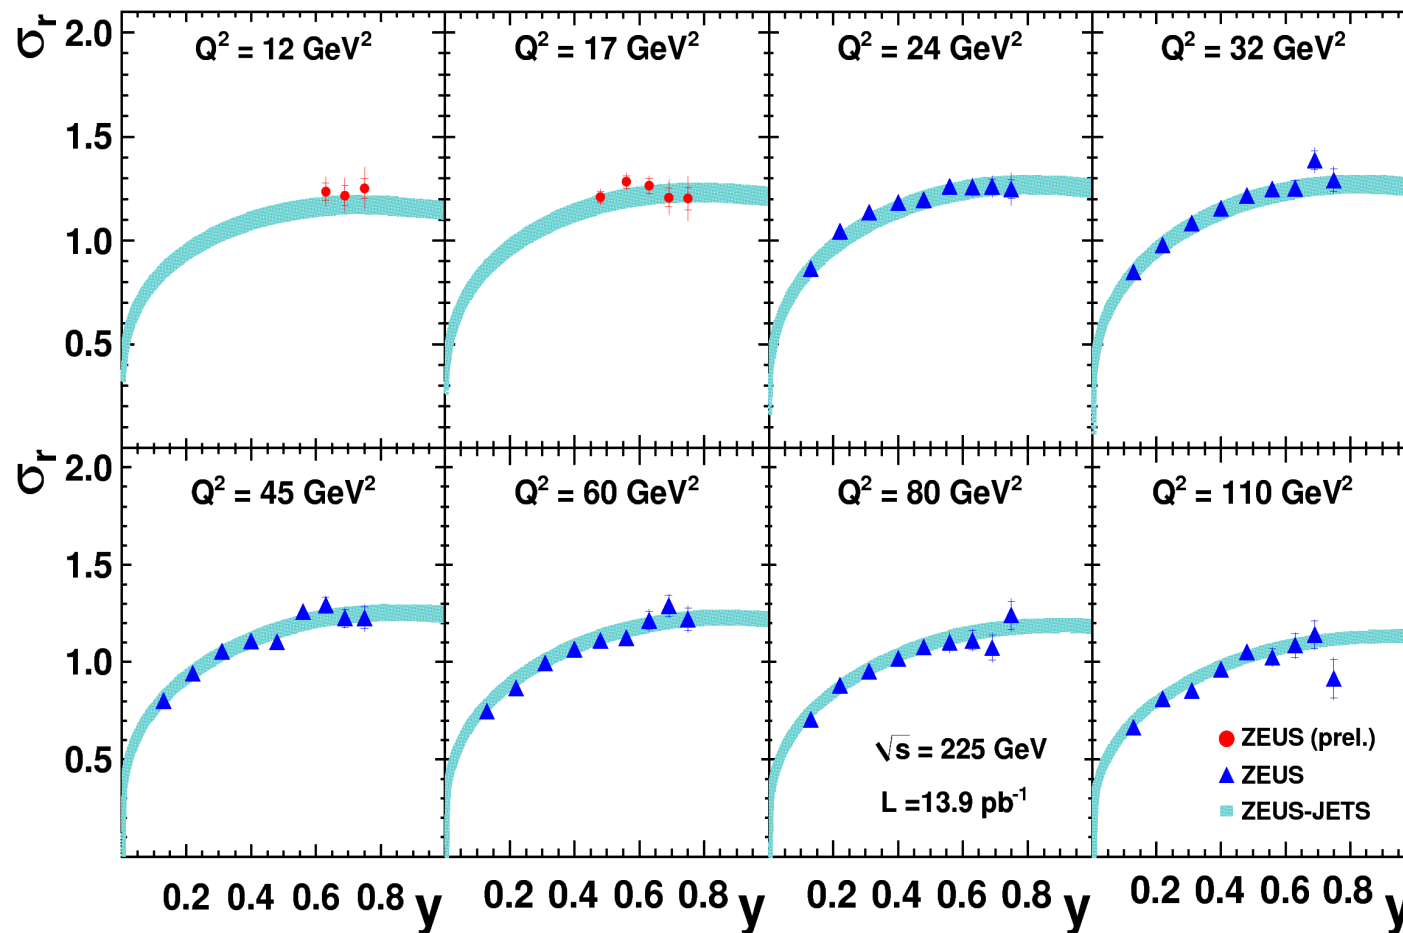 σr
2.0
1.5
1.0
0.5
Q² = 12 GeV²
Q² = 17 GeV²
Q² = 24 GeV²
Q² = 32 GeV²
σr
2.0
1.5
1.0
0.5
Q² = 45 GeV²
Q² = 60 GeV²
Q² = 80 GeV²
Q² = 110 GeV²
√s = 225 GeV
L =13.9 pb⁻¹
ZEUS (prel.)
ZEUS
ZEUS-JETS
0.2 0.4 0.6 0.8 y
0.2 0.4 0.6 0.8 y
0.2 0.4 0.6 0.8 y
0.2 0.4 0.6 0.8 y